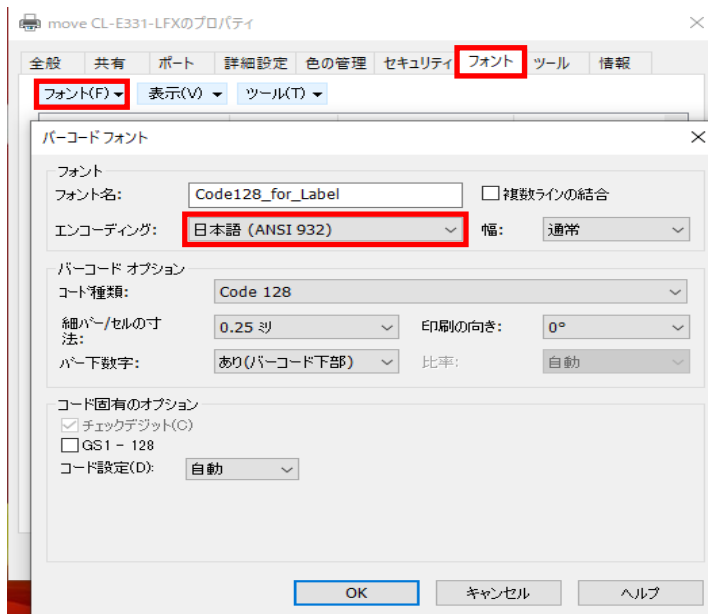 move CL-E331-LFXのプロパティ
全般 共有 ポート 詳細設定 色の管理 セキュリティ フォント ツール 情報
フォント(F) 表示(V) ツール(T)
バーコード フォント
フォント
フォント名: Code128_for_Label 複数ラインの結合
エンコーディング: 日本語 (ANSI 932) 幅: 通常
バーコード オプション
コード種類: Code 128
細バー/セルの寸法: 0.25 ミリ 印刷の向き: 0°
バー下数字: あり(バーコード下部) 比率: 自動
コード固有のオプション
チェックデジット(C)
GS1 - 128
コード設定(D): 自動
OK キャンセル ヘルプ